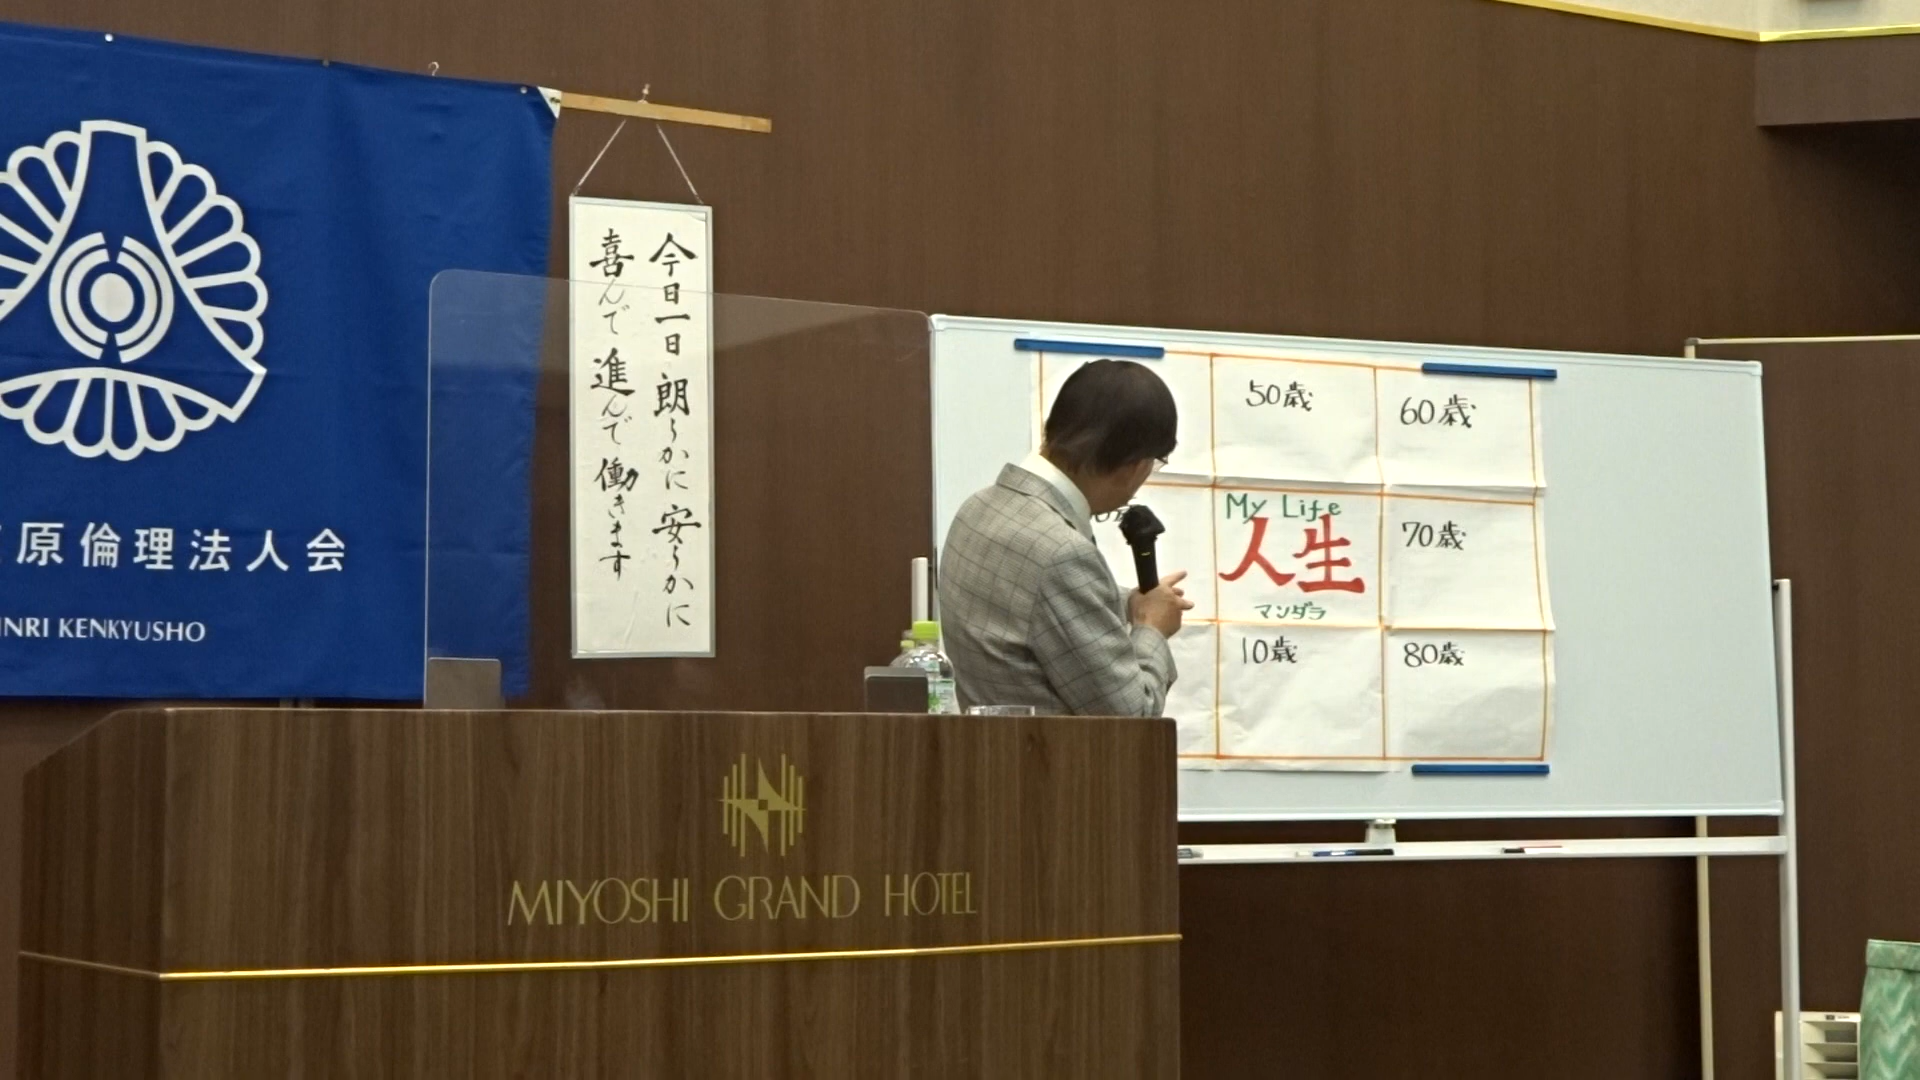 原倫理法人会
INRI KENKYUSHO
今日一日 朗らかに 安らかに
喜んで 進んで 働きます
50歳
60歳
My Life
人生
マンダラ
70歳
10歳
80歳
MIYOSHI GRAND HOTEL